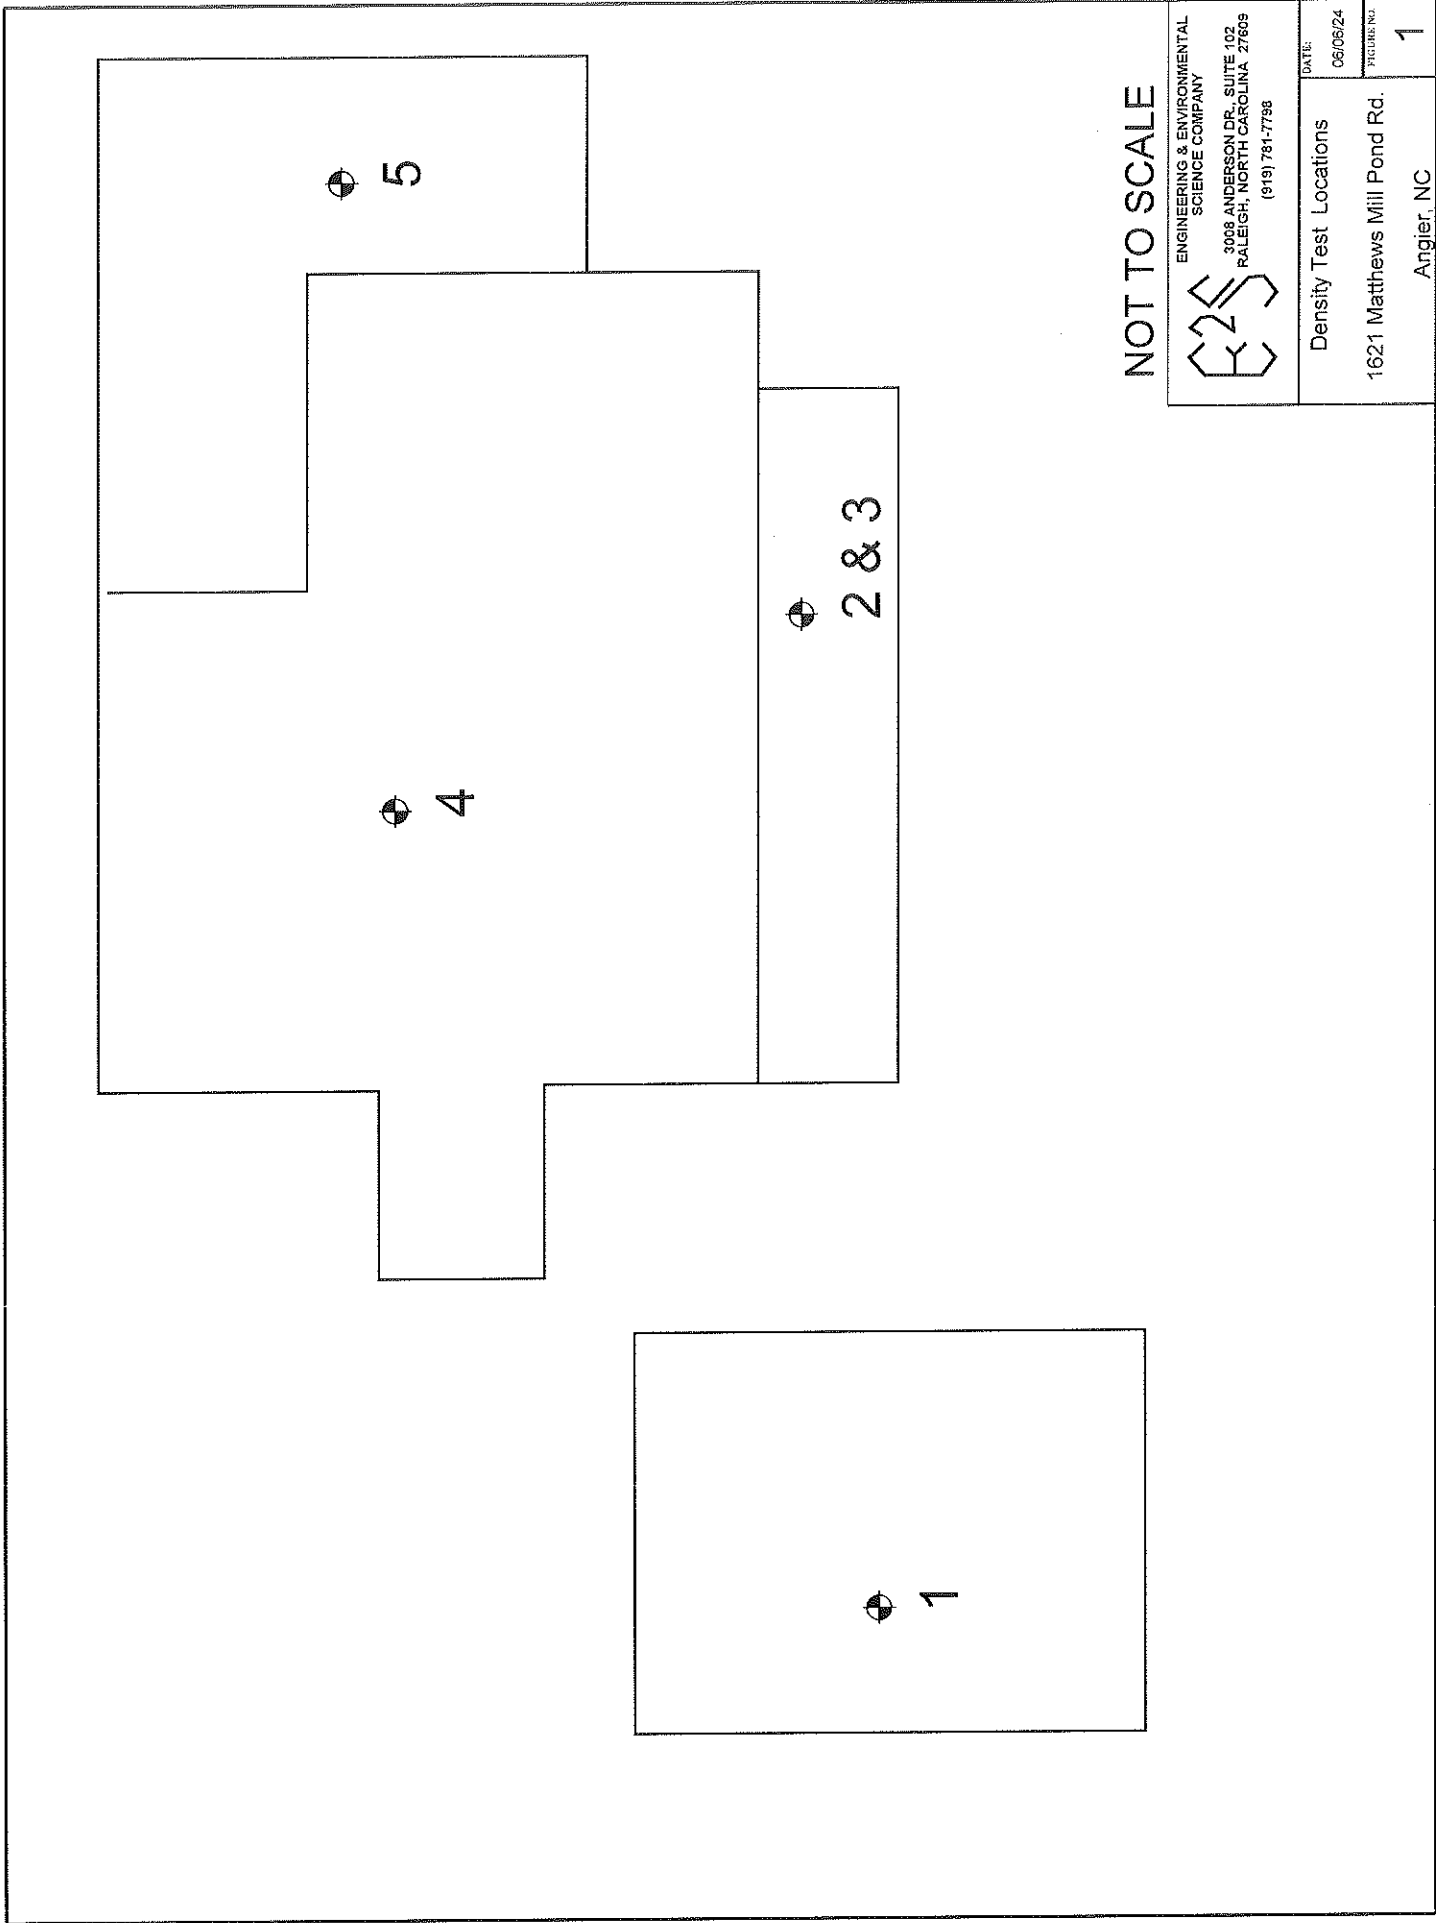 5
4
2 & 3
1
NOT TO SCALE
E2S
ENGINEERING & ENVIRONMENTAL
SCIENCE COMPANY
3008 ANDERSON DR., SUITE 102
RALEIGH, NORTH CAROLINA 27609
(919) 781-7798
Density Test Locations
1621 Matthews Mill Pond Rd.
Angier, NC
DATE:
06/06/24
FIGURE NO.
1